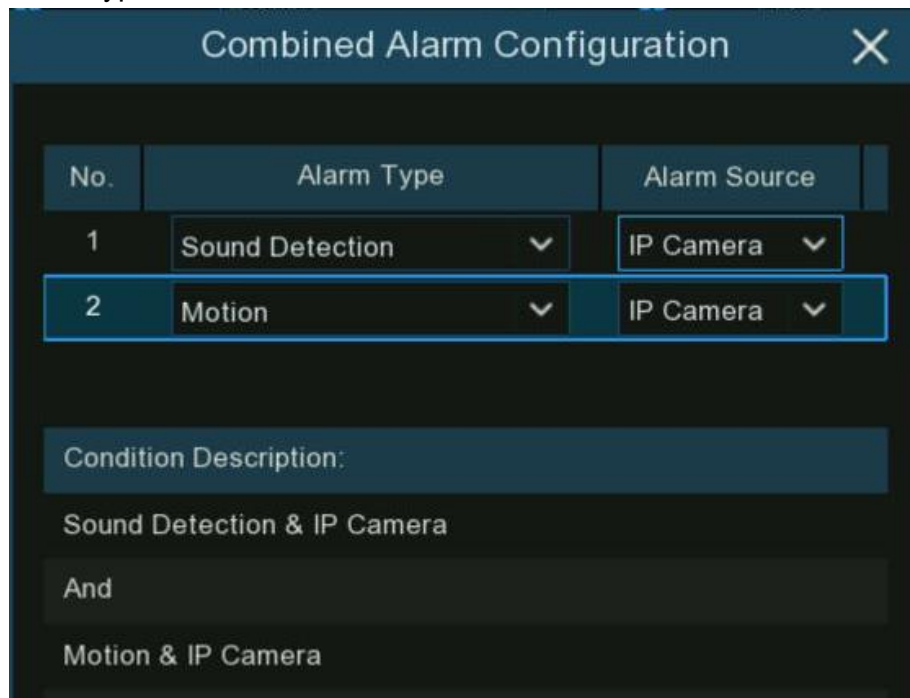 Combined Alarm Configuration
No. Alarm Type Alarm Source
1 Sound Detection IP Camera
2 Motion IP Camera
Condition Description:
Sound Detection & IP Camera
And
Motion & IP Camera